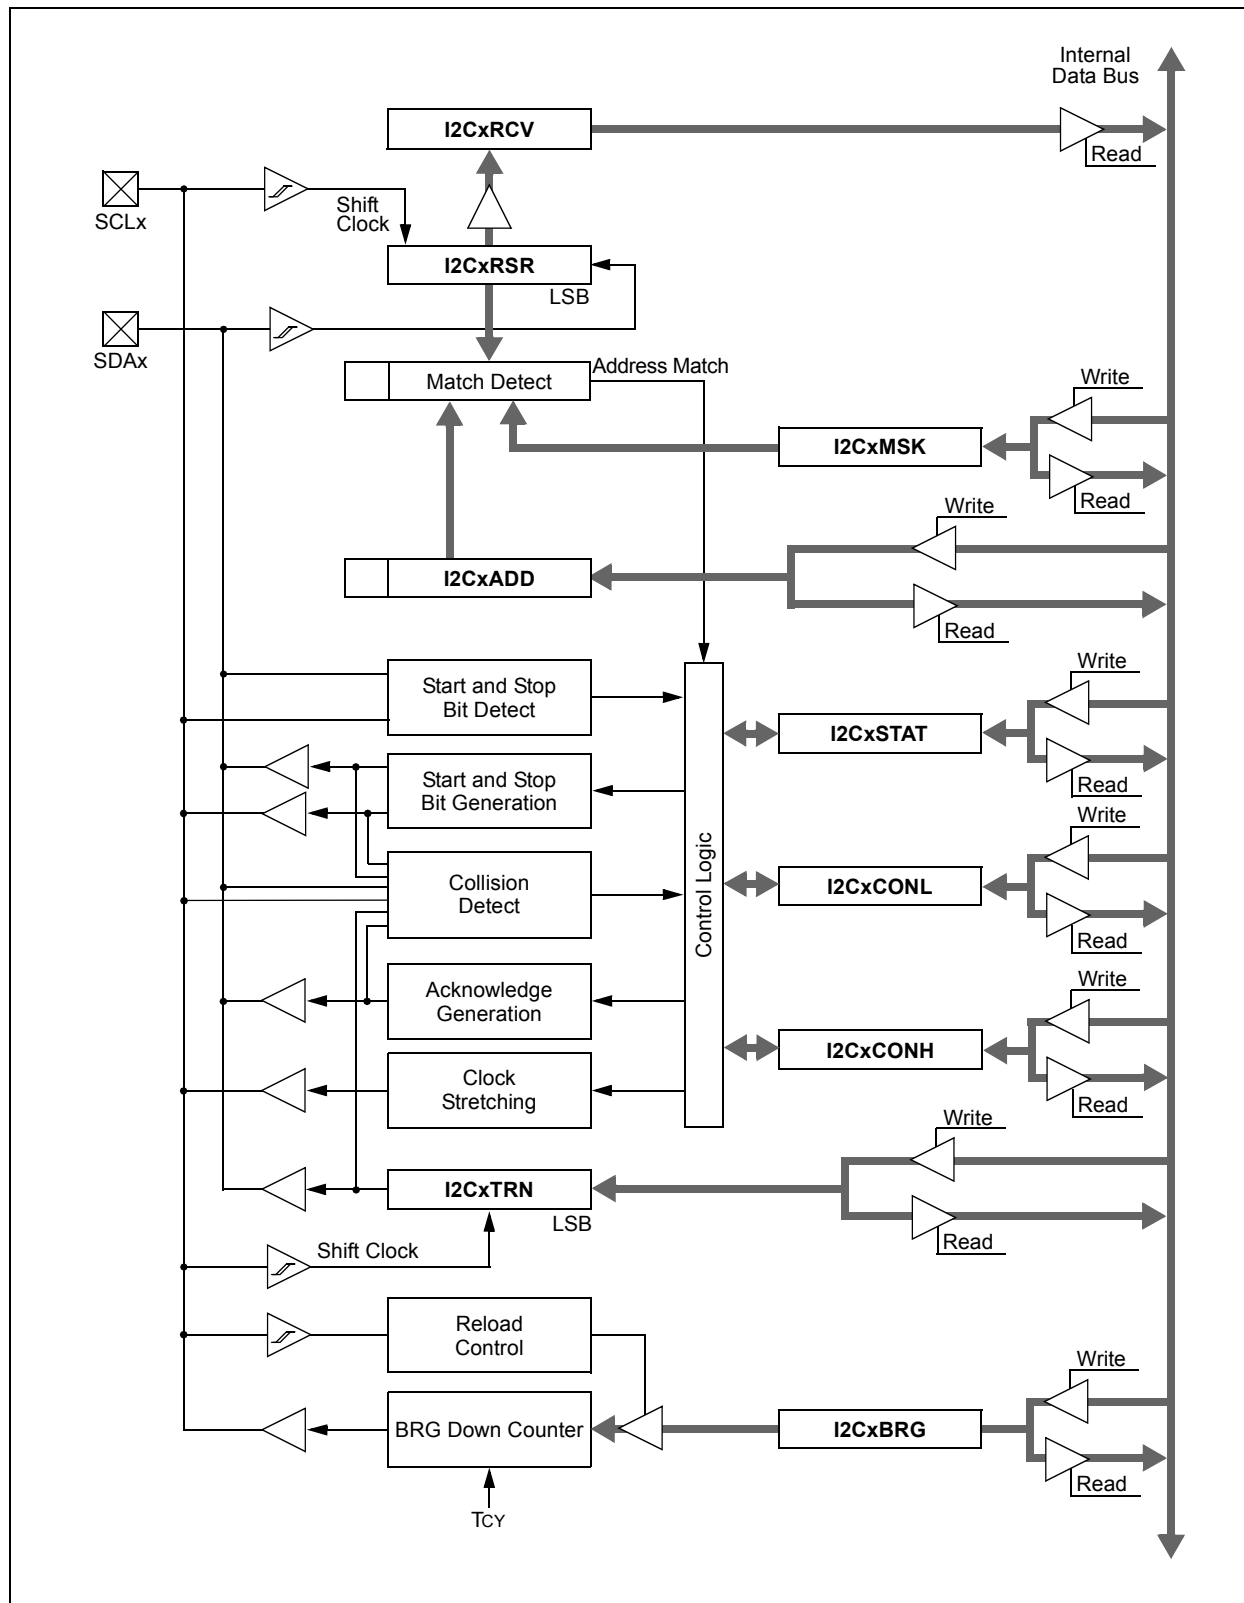 Internal
Data Bus
I2CxRCV
Read
SCLx
Shift
Clock
I2CxRSR
LSB
SDAx
Address Match
Match Detect
Write
I2CxMSK
Read
Write
I2CxADD
Read
Start and Stop
Bit Detect
Write
I2CxSTAT
Read
Start and Stop
Bit Generation
Control Logic
Write
Collision
Detect
I2CxCONL
Read
Acknowledge
Generation
Write
I2CxCONH
Read
Clock
Stretching
Write
I2CxTRN
LSB
Read
Shift Clock
Reload
Control
Write
BRG Down Counter
I2CxBRG
Read
TCY